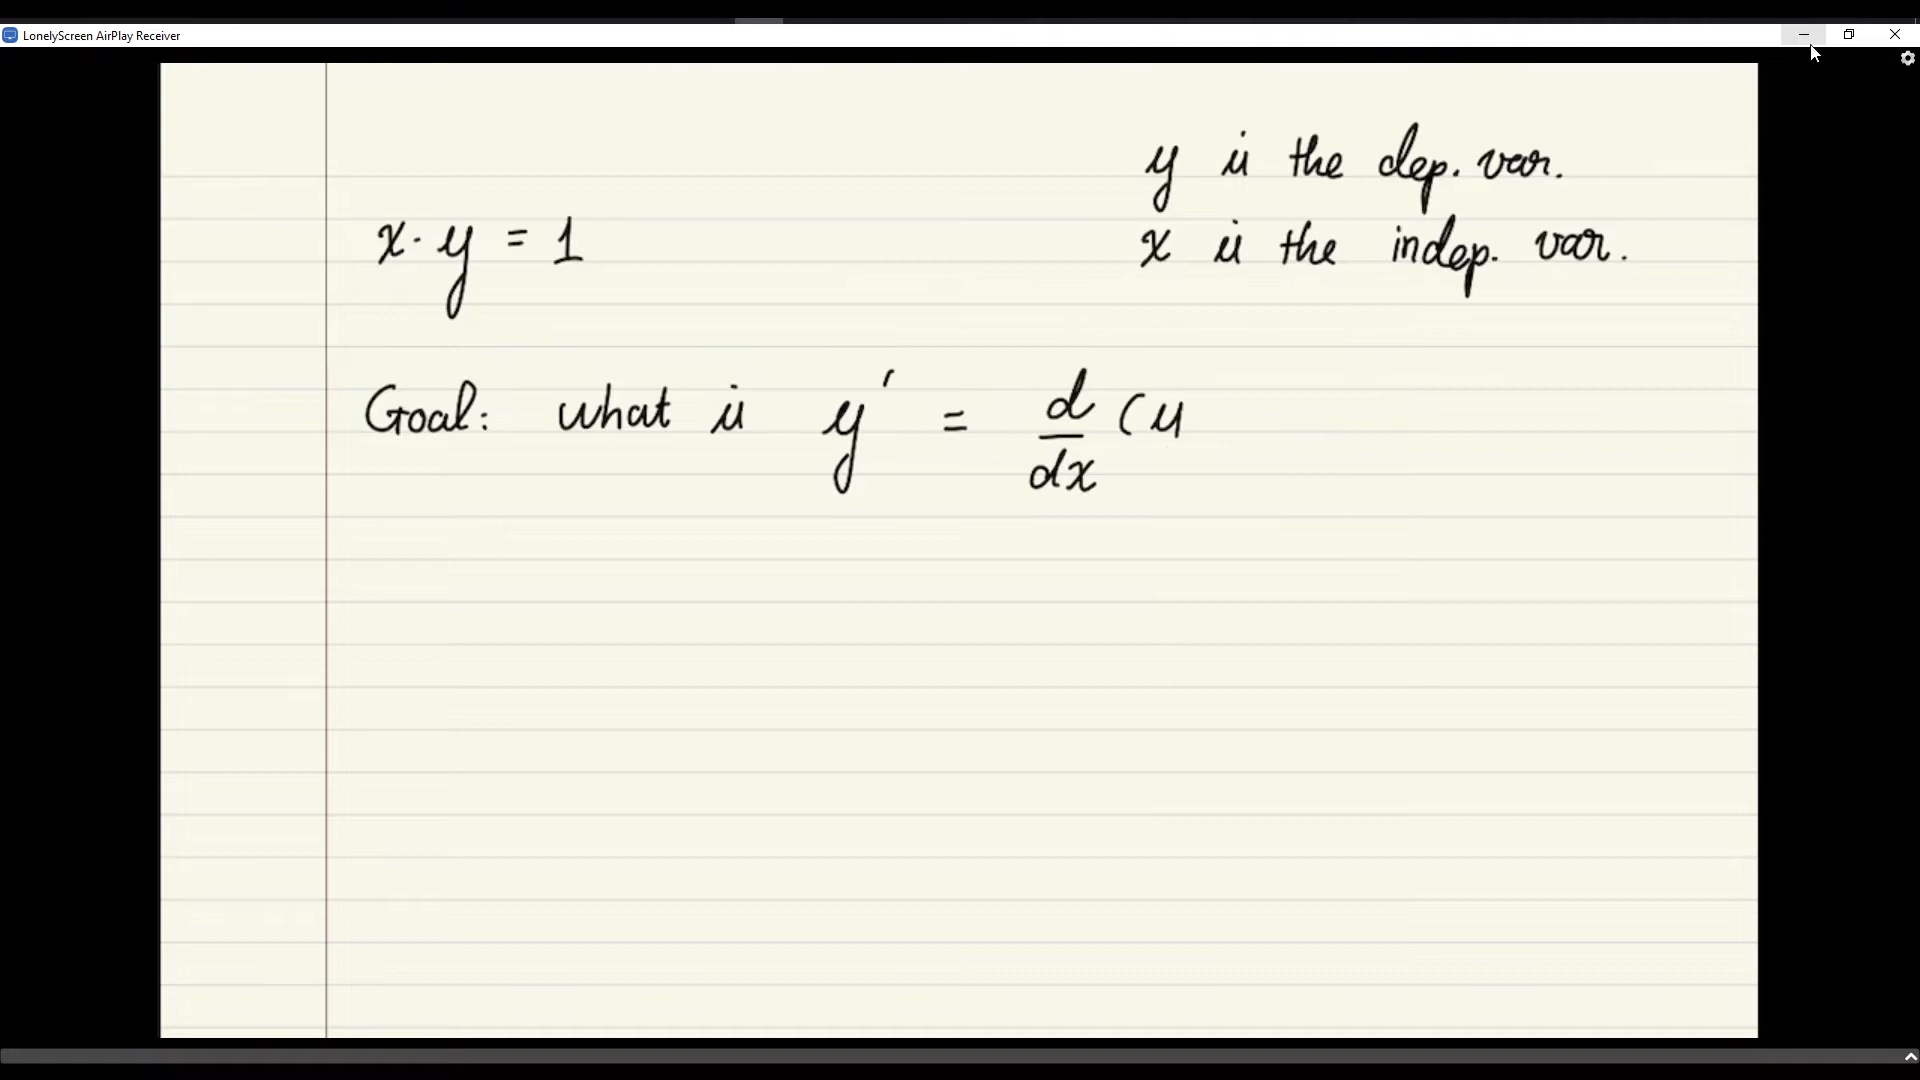 LonelyScreen AirPlay Receiver
y is the dep. var.
x · y = 1
x is the indep. var.
Goal: what is y' = d/dx (y